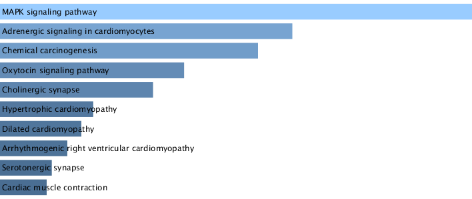 MAPK signaling pathway
Adrenergic signaling in cardiomyocytes
Chemical carcinogenesis
Oxytocin signaling pathway
Cholinergic synapse
Hypertrophic cardiomyopathy
Dilated cardiomyopathy
Arrhythmogenic right ventricular cardiomyopathy
Serotonergic synapse
Cardiac muscle contraction